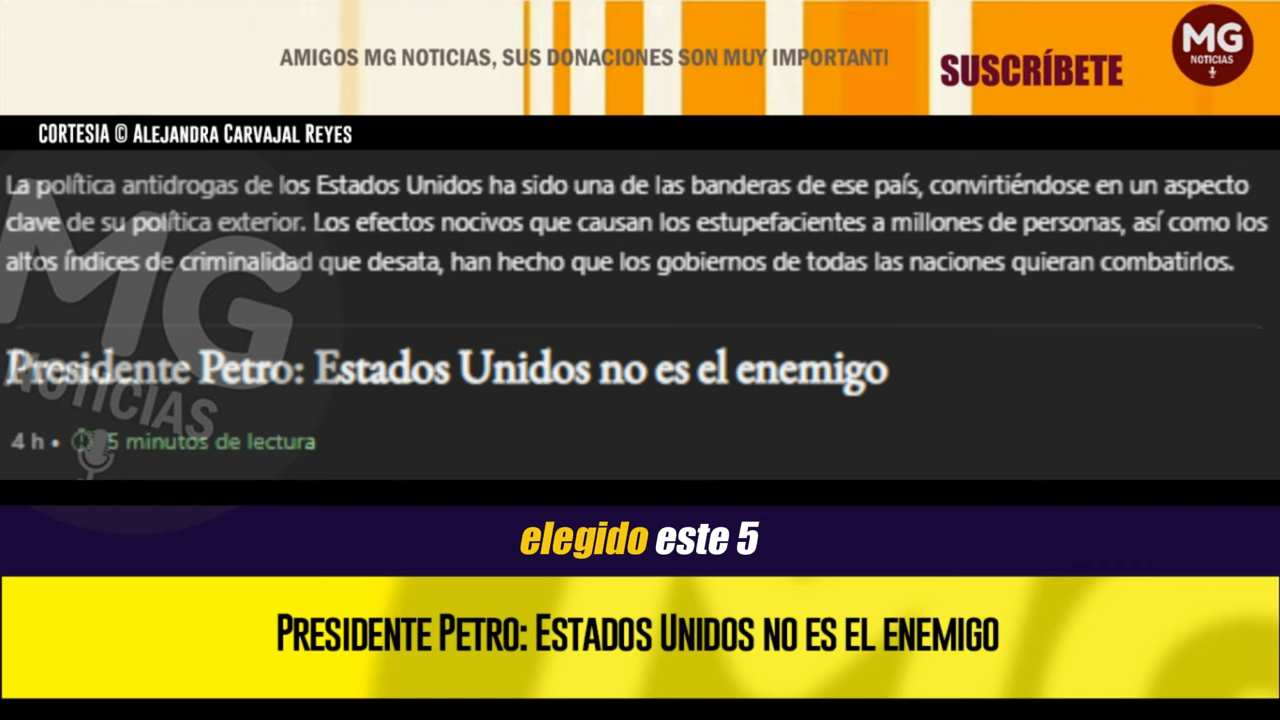 AMIGOS MG NOTICIAS, SUS DONACIONES SON MUY IMPORTANTI
SUSCRÍBETE
MG
NOTICIAS
CORTESIA © ALEJANDRA CARVAJAL REYES
La política antidrogas de los Estados Unidos ha sido una de las banderas de ese país, convirtiéndose en un aspecto
clave de su política exterior. Los efectos nocivos que causan los estupefacientes a millones de personas, así como los
altos índices de criminalidad que desata, han hecho que los gobiernos de todas las naciones quieran combatirlos.
MG
NOTICIAS
Presidente Petro: Estados Unidos no es el enemigo
4 h • 5 minutos de lectura
elegido este 5
PRESIDENTE PETRO: ESTADOS UNIDOS NO ES EL ENEMIGO